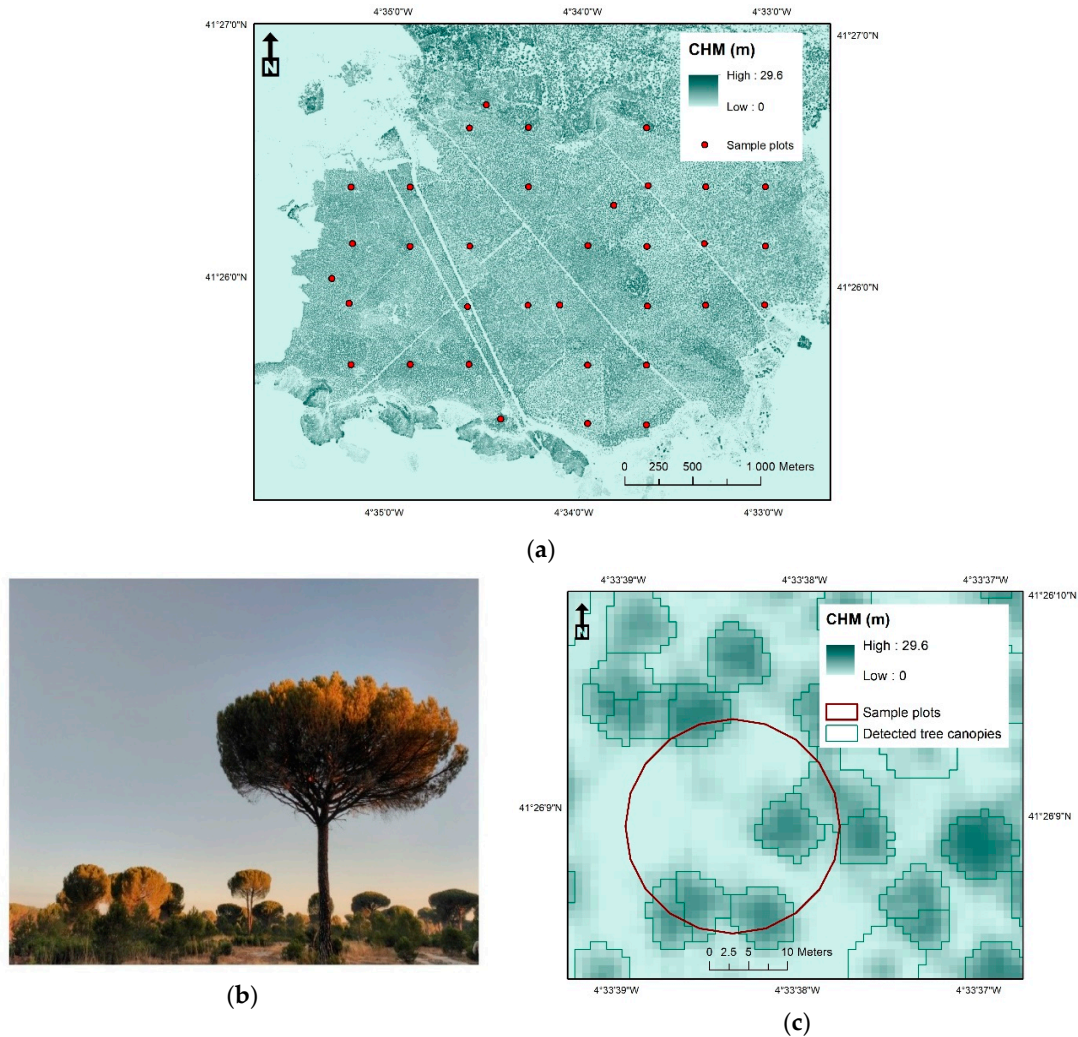 4°35'0"W 4°34'0"W 4°33'0"W
41°27'0"N
41°27'0"N
N
CHM (m)
High : 29.6
Low : 0
Sample plots
41°26'0"N
41°26'0"N
0 250 500 1 000 Meters
4°35'0"W 4°34'0"W 4°33'0"W
(a)
4°33'39"W 4°33'38"W 4°33'37"W
41°26'10"N
N
CHM (m)
High : 29.6
Low : 0
Sample plots
Detected tree canopies
41°26'9"N
41°26'9"N
0 2.5 5 10 Meters
4°33'39"W 4°33'38"W 4°33'37"W
(b)
(c)